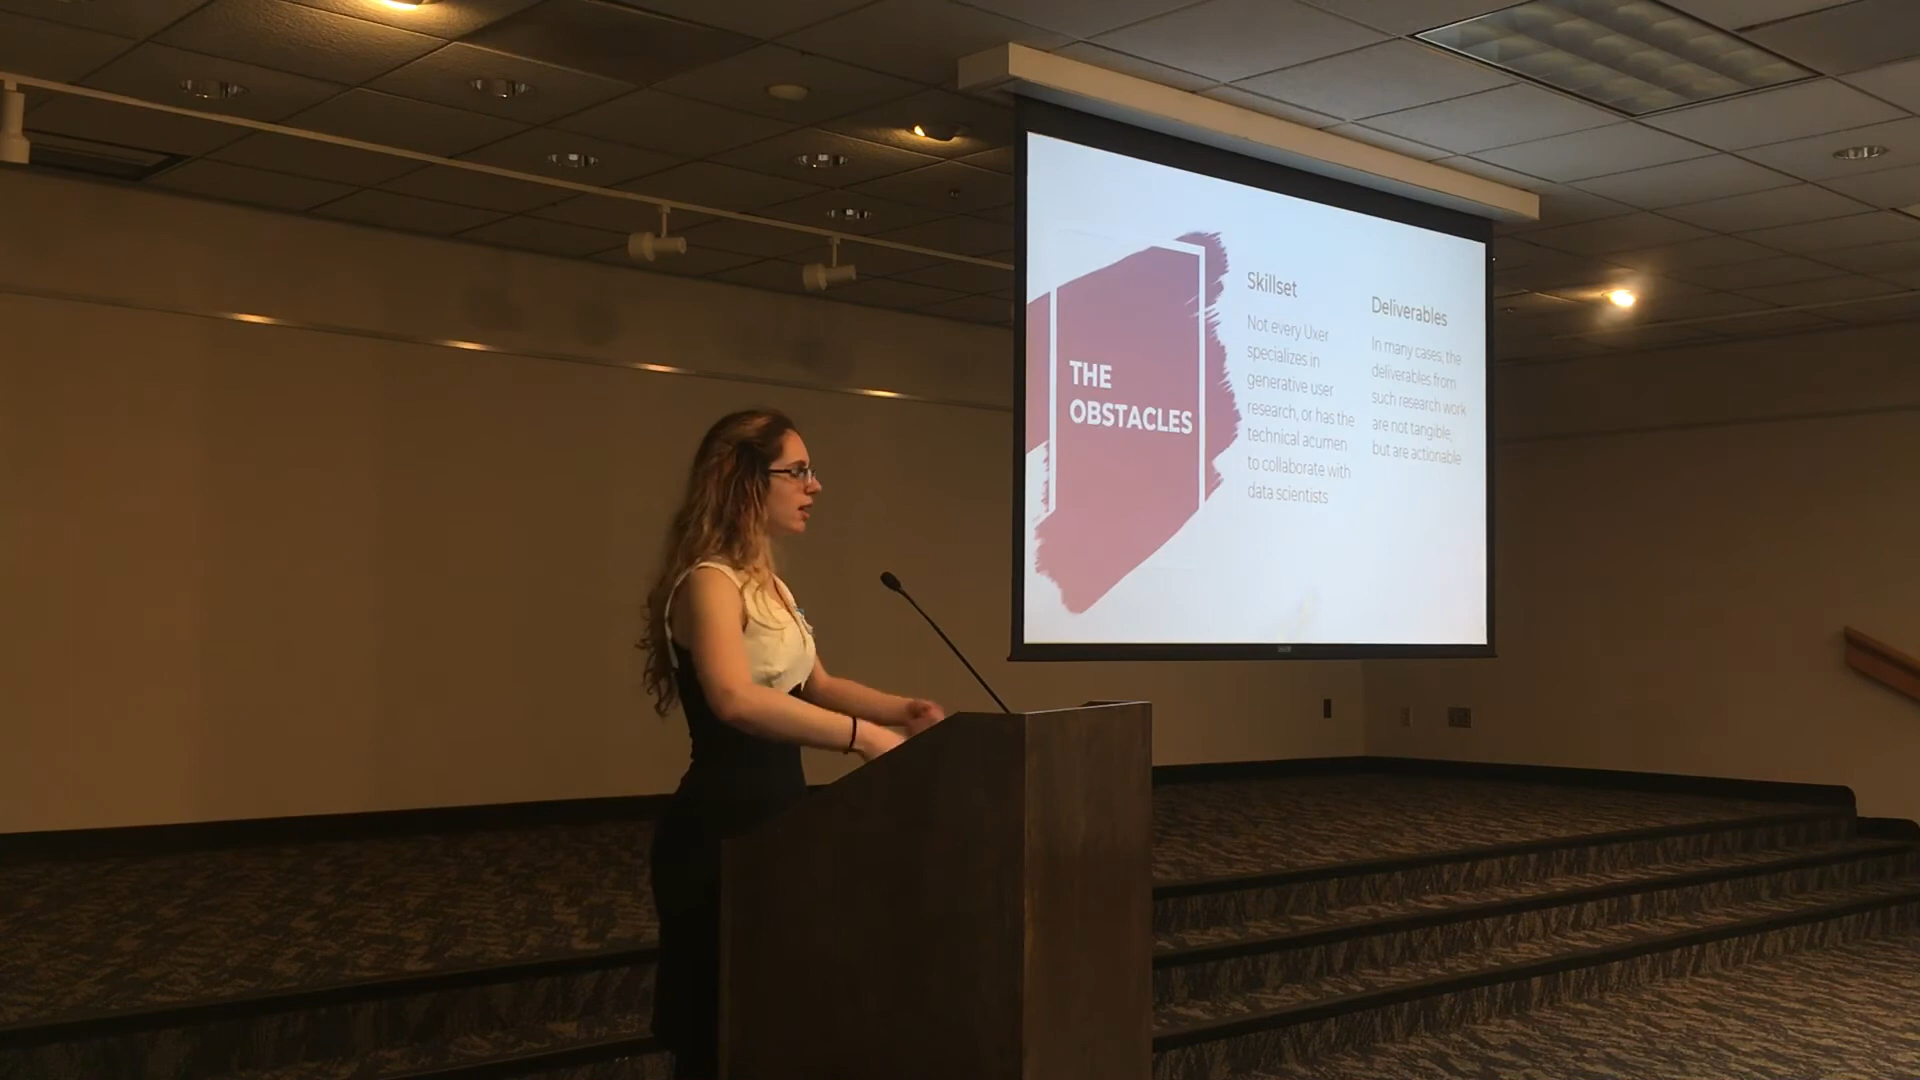 THE
OBSTACLES
Skillset
Not every Uxer
specializes in
generative user
research, or has the
technical acumen
to collaborate with
data scientists
Deliverables
In many cases, the
deliverables from
such research work
are not tangible,
but are actionable